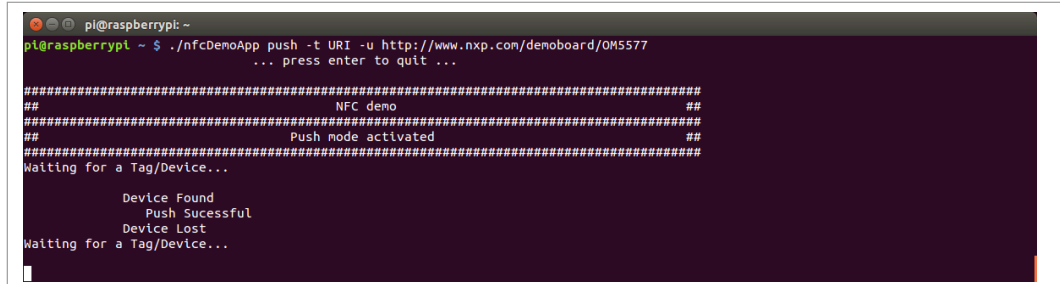 pi@raspberrypi: ~
pi@raspberrypi ~ $ ./nfcDemoApp push -t URI -u http://www.nxp.com/demoboard/OM5577
... press enter to quit ...
#########################################################################################
## NFC demo ##
#########################################################################################
## Push mode activated ##
#########################################################################################
Waiting for a Tag/Device...
Device Found
Push Sucessful
Device Lost
Waiting for a Tag/Device...